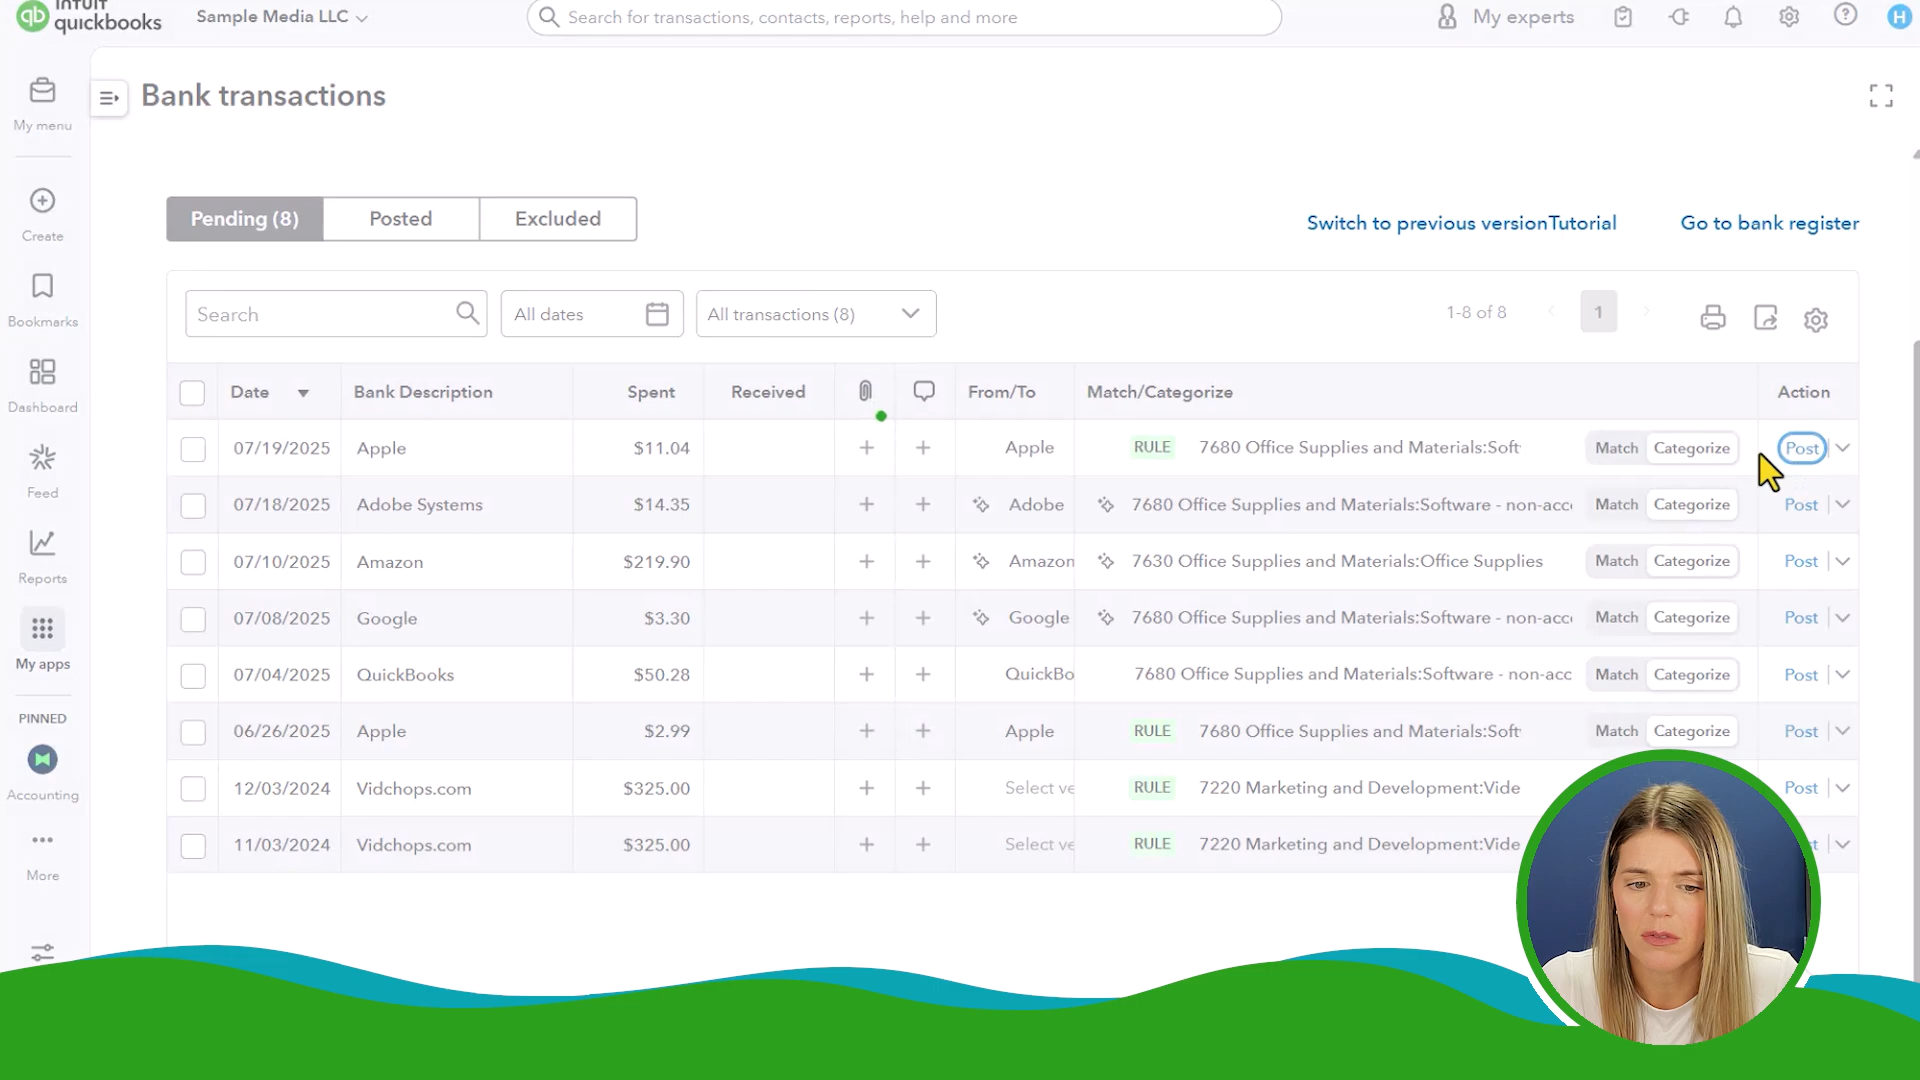 INTUIT
quickbooks
Sample Media LLC
Search for transactions, contacts, reports, help and more
My experts
H
My menu
Create
Bookmarks
Dashboard
Feed
Reports
My apps
PINNED
Accounting
More
Bank transactions
Pending (8)
Posted
Excluded
Switch to previous versionTutorial
Go to bank register
Search
All dates
All transactions (8)
1-8 of 8
1
Date Bank Description Spent Received From/To Match/Categorize Action
07/19/2025 Apple $11.04 + + Apple RULE 7680 Office Supplies and Materials:Soft Match Categorize Post
07/18/2025 Adobe Systems $14.35 + + Adobe 7680 Office Supplies and Materials:Software - non-acc Match Categorize Post
07/10/2025 Amazon $219.90 + + Amazon 7630 Office Supplies and Materials:Office Supplies Match Categorize Post
07/08/2025 Google $3.30 + + Google 7680 Office Supplies and Materials:Software - non-acc Match Categorize Post
07/04/2025 QuickBooks $50.28 + + QuickBo 7680 Office Supplies and Materials:Software - non-acc Match Categorize Post
06/26/2025 Apple $2.99 + + Apple RULE 7680 Office Supplies and Materials:Soft Match Categorize Post
12/03/2024 Vidchops.com $325.00 + + Select ve RULE 7220 Marketing and Development:Vide Post
11/03/2024 Vidchops.com $325.00 + + Select ve RULE 7220 Marketing and Development:Vide